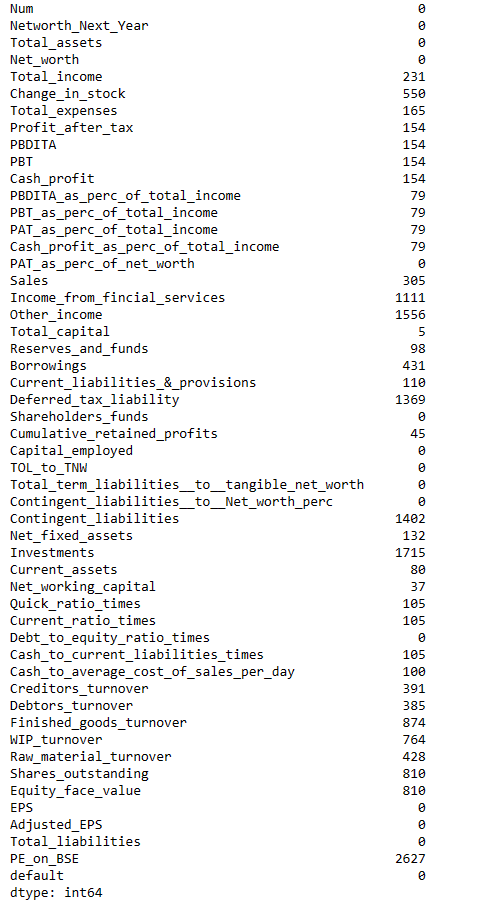 Num 0
Networth_Next_Year 0
Total_assets 0
Net_worth 0
Total_income 231
Change_in_stock 550
Total_expenses 165
Profit_after_tax 154
PBDITA 154
PBT 154
Cash_profit 154
PBDITA_as_perc_of_total_income 79
PBT_as_perc_of_total_income 79
PAT_as_perc_of_total_income 79
Cash_profit_as_perc_of_total_income 79
PAT_as_perc_of_net_worth 0
Sales 305
Income_from_fincial_services 1111
Other_income 1556
Total_capital 5
Reserves_and_funds 98
Borrowings 431
Current_liabilities_&_provisions 110
Deferred_tax_liability 1369
Shareholders_funds 0
Cumulative_retained_profits 45
Capital_employed 0
TOL_to_TNW 0
Total_term_liabilities__to__tangible_net_worth 0
Contingent_liabilities__to__Net_worth_perc 0
Contingent_liabilities 1402
Net_fixed_assets 132
Investments 1715
Current_assets 80
Net_working_capital 37
Quick_ratio_times 105
Current_ratio_times 105
Debt_to_equity_ratio_times 0
Cash_to_current_liabilities_times 105
Cash_to_average_cost_of_sales_per_day 100
Creditors_turnover 391
Debtors_turnover 385
Finished_goods_turnover 874
WIP_turnover 764
Raw_material_turnover 428
Shares_outstanding 810
Equity_face_value 810
EPS 0
Adjusted_EPS 0
Total_liabilities 0
PE_on_BSE 2627
default 0
dtype: int64